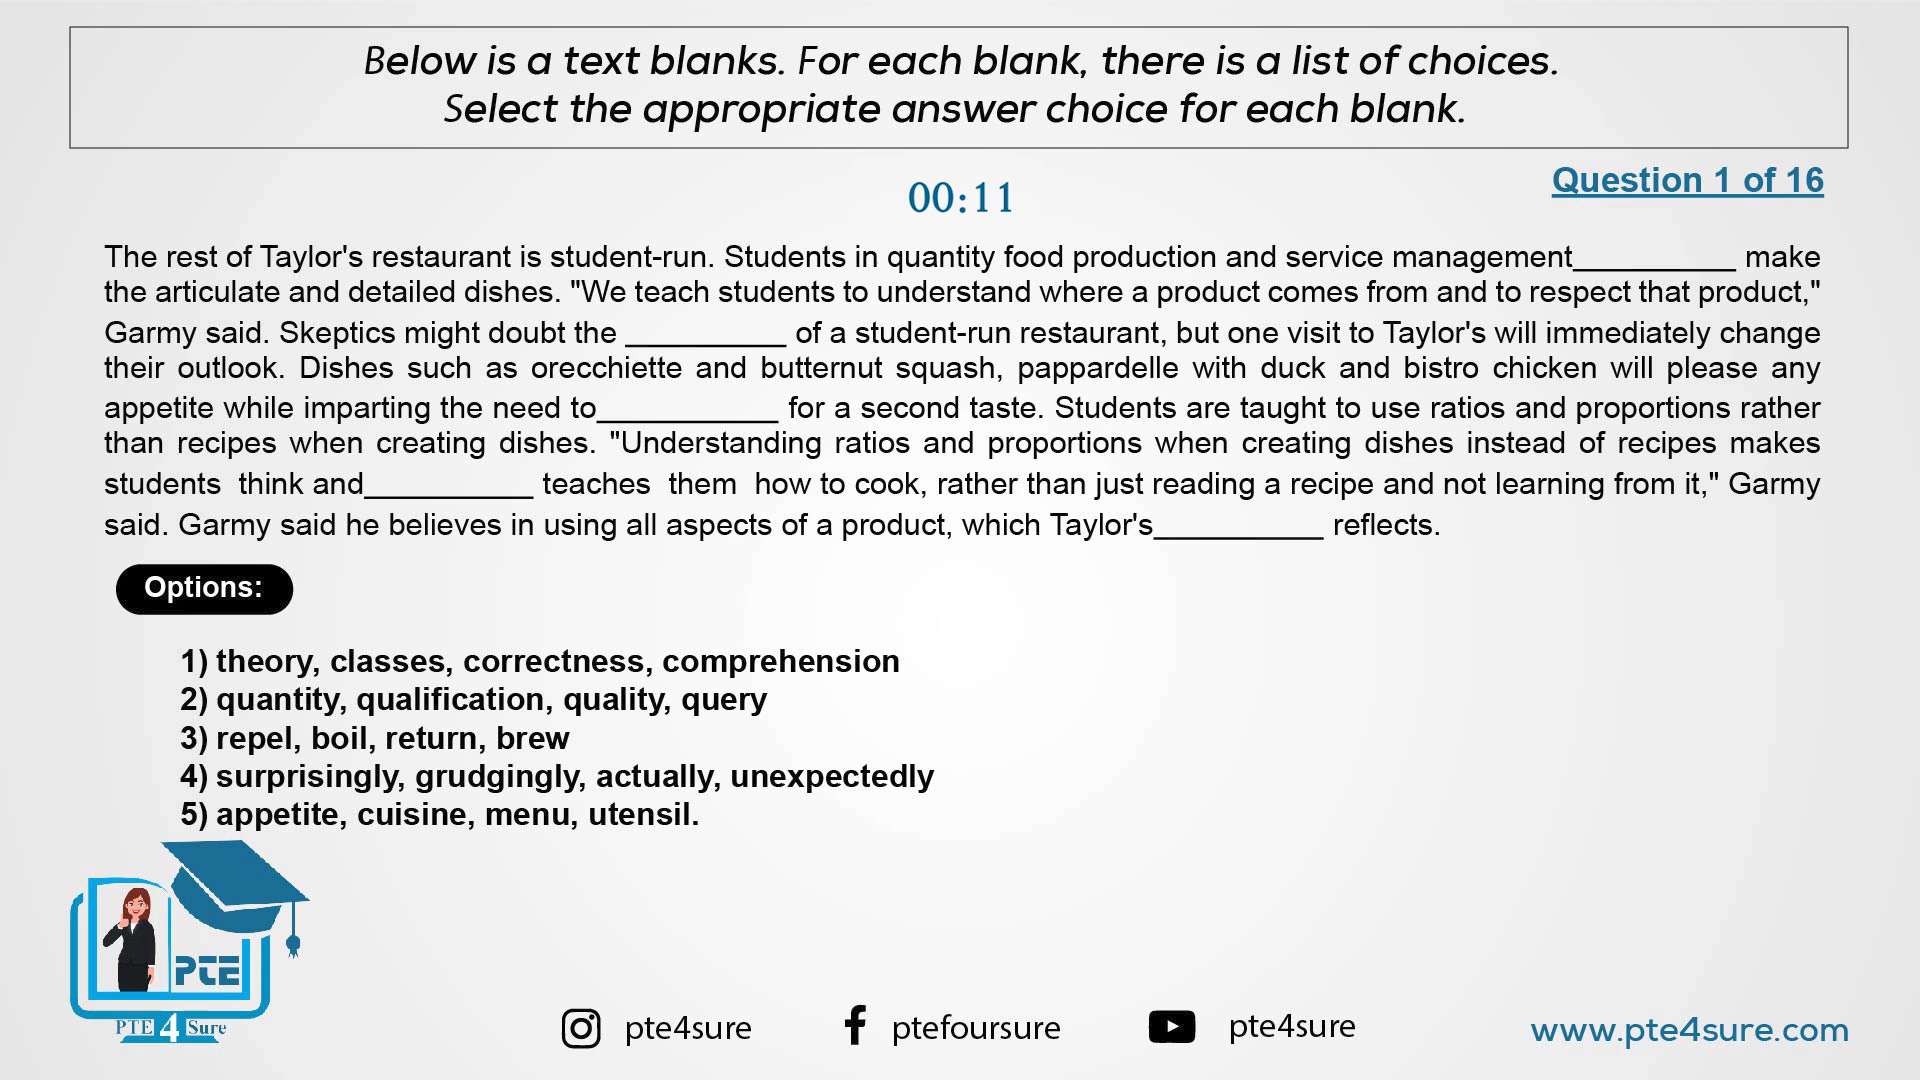 Below is a text blanks. For each blank, there is a list of choices.
Select the appropriate answer choice for each blank.
Question 1 of 16
00:11
The rest of Taylor's restaurant is student-run. Students in quantity food production and service management__________ make
the articulate and detailed dishes. "We teach students to understand where a product comes from and to respect that product,"
Garmy said. Skeptics might doubt the __________ of a student-run restaurant, but one visit to Taylor's will immediately change
their outlook. Dishes such as orecchiette and butternut squash, pappardelle with duck and bistro chicken will please any
appetite while imparting the need to___________ for a second taste. Students are taught to use ratios and proportions rather
than recipes when creating dishes. "Understanding ratios and proportions when creating dishes instead of recipes makes
students think and__________ teaches them how to cook, rather than just reading a recipe and not learning from it," Garmy
said. Garmy said he believes in using all aspects of a product, which Taylor's__________ reflects.
Options:
1) theory, classes, correctness, comprehension
2) quantity, qualification, quality, query
3) repel, boil, return, brew
4) surprisingly, grudgingly, actually, unexpectedly
5) appetite, cuisine, menu, utensil.
PTE
PTE 4 Sure
pte4sure
ptefoursure
pte4sure
www.pte4sure.com